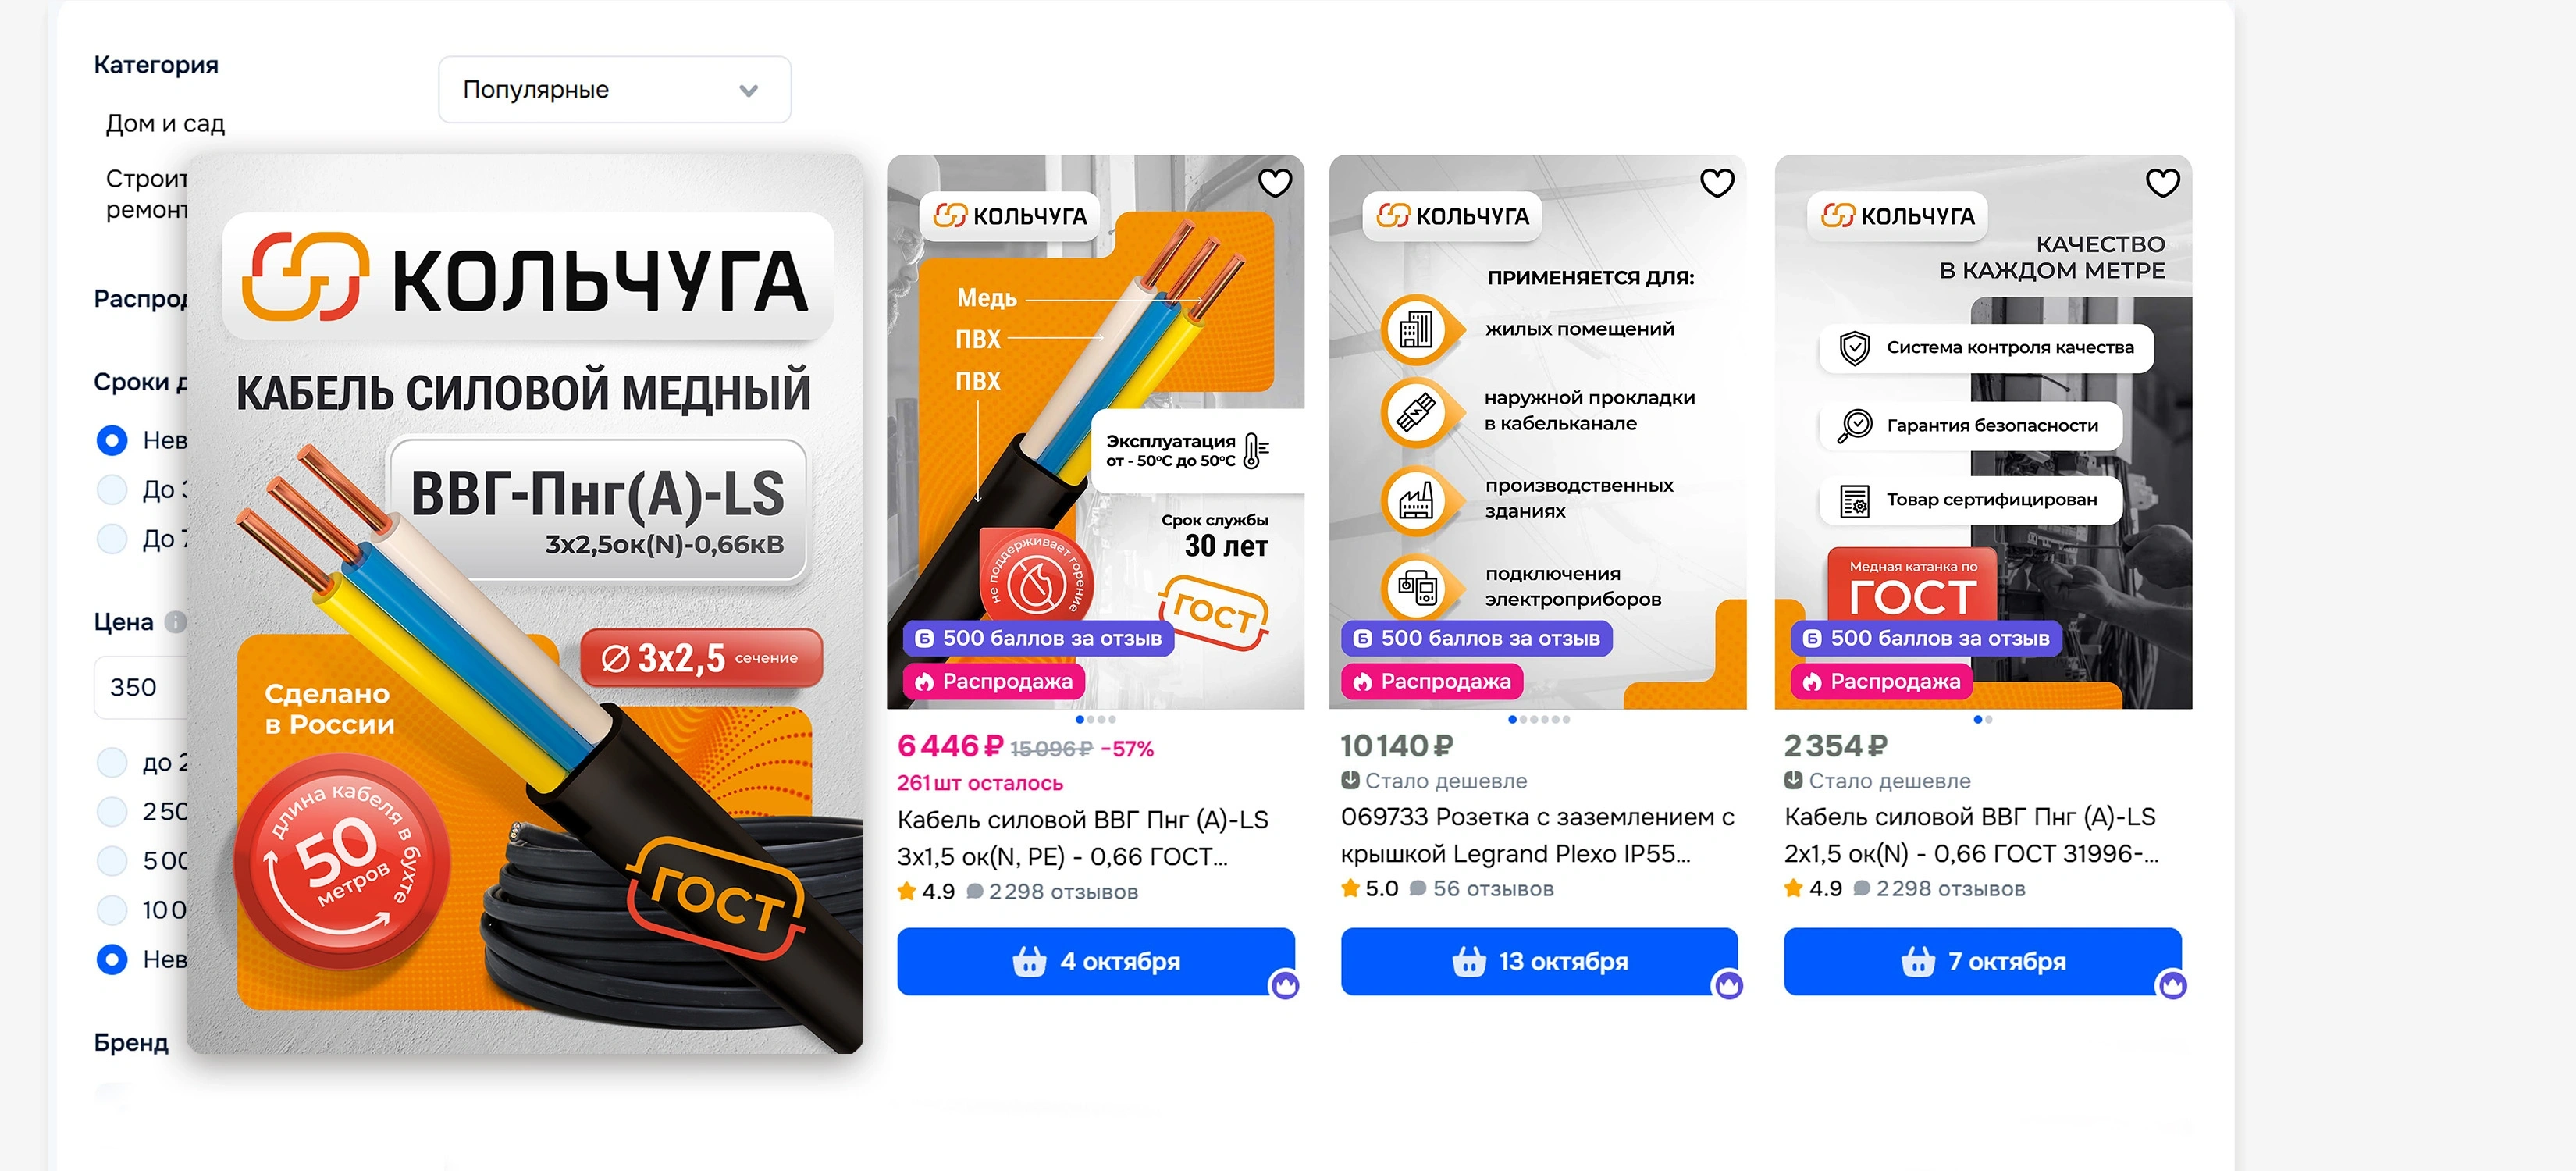 Категория
Популярные
Дом и сад
Строит
ремонт
Распрод
Сроки д
Нев
До 3
До 7
Цена
350
до 2
250
500
100
Нев
Бренд
КОЛЬЧУГА
КАБЕЛЬ СИЛОВОЙ МЕДНЫЙ
ВВГ-Пнг(А)-LS
3х2,5ок(N)-0,66кВ
3х2,5 сечение
Сделано
в России
длина кабеля в бухте
50
метров
ГОСТ
КОЛЬЧУГА
Медь
ПВХ
ПВХ
Эксплуатация
от - 50°С до 50°С
Срок службы
30 лет
не поддерживает горение
ГОСТ
500 баллов за отзыв
Распродажа
6 446 ₽ 15 096 ₽ -57%
261 шт осталось
Кабель силовой ВВГ Пнг (А)-LS
3х1,5 ок(N, PE) - 0,66 ГОСТ...
4.9 2 298 отзывов
4 октября
КОЛЬЧУГА
ПРИМЕНЯЕТСЯ ДЛЯ:
жилых помещений
наружной прокладки
в кабельканале
производственных
зданиях
подключения
электроприборов
500 баллов за отзыв
Распродажа
10 140 ₽
Стало дешевле
069733 Розетка с заземлением с
крышкой Legrand Plexo IP55...
5.0 56 отзывов
13 октября
КОЛЬЧУГА
КАЧЕСТВО
В КАЖДОМ МЕТРЕ
Система контроля качества
Гарантия безопасности
Товар сертифицирован
Медная катанка по
ГОСТ
500 баллов за отзыв
Распродажа
2 354 ₽
Стало дешевле
Кабель силовой ВВГ Пнг (А)-LS
2х1,5 ок(N) - 0,66 ГОСТ 31996-...
4.9 2 298 отзывов
7 октября